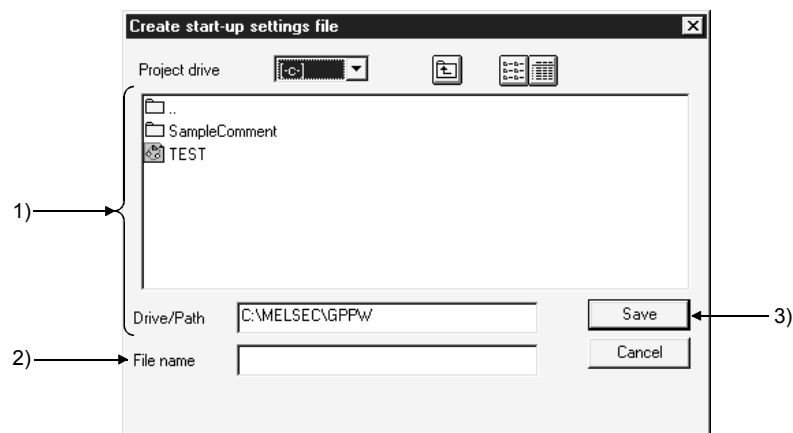 Create start-up settings file
Project drive [-c-]
..
SampleComment
TEST
1)
Drive/Path C:\MELSEC\GPPW Save 3)
2) File name Cancel